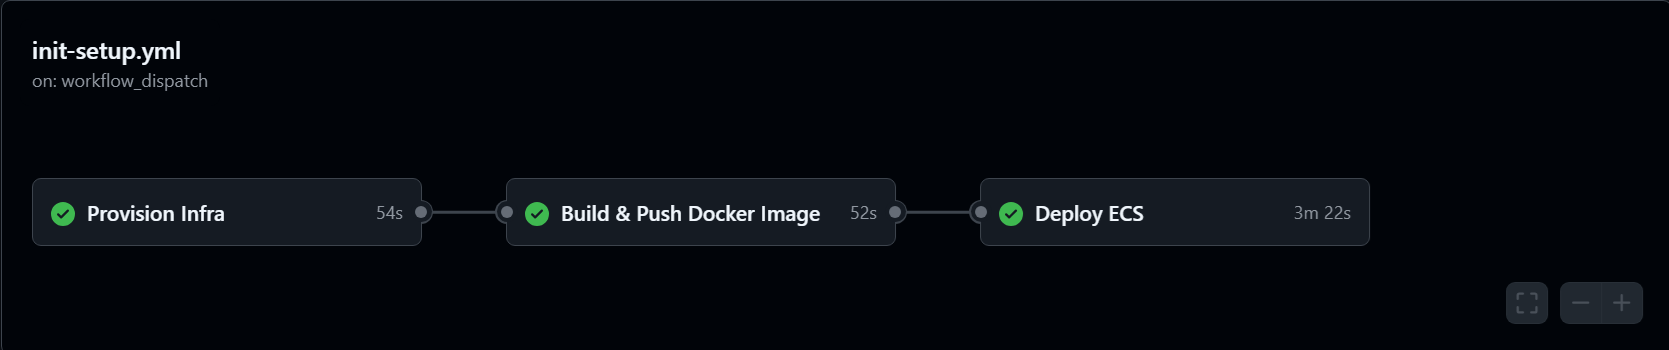 init-setup.yml
on: workflow_dispatch
Provision Infra 54s
Build & Push Docker Image 52s
Deploy ECS 3m 22s